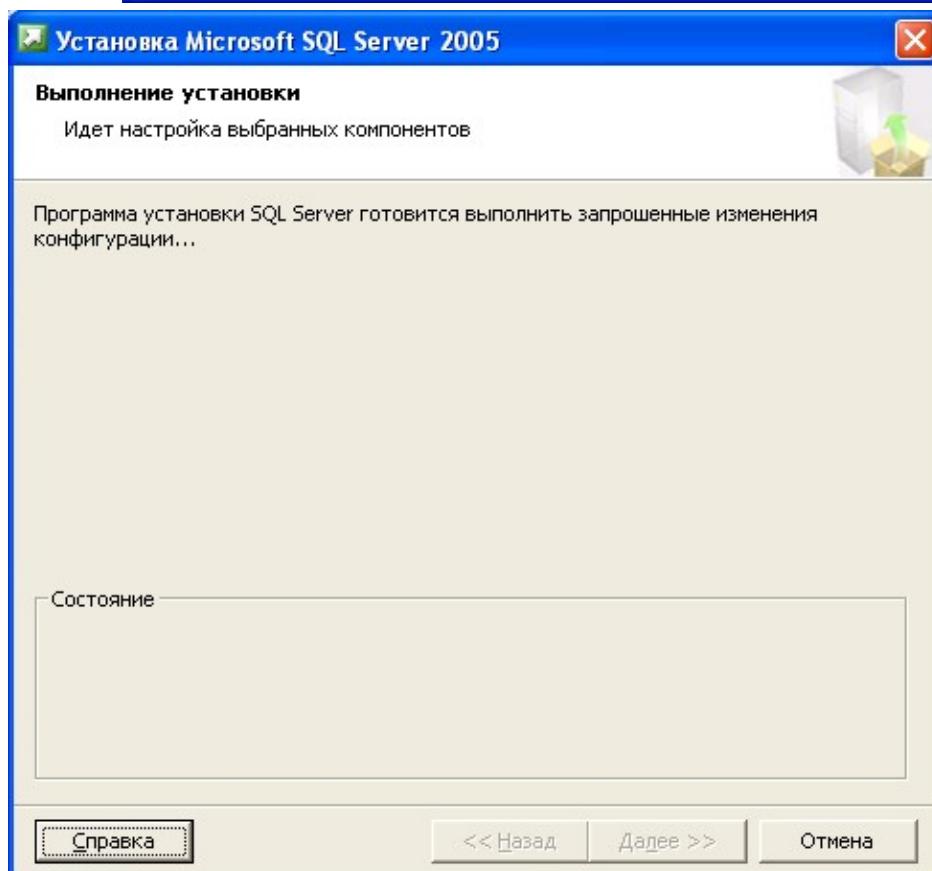 Установка Microsoft SQL Server 2005
Выполнение установки
Идет настройка выбранных компонентов
Программа установки SQL Server готовится выполнить запрошенные изменения
конфигурации...
Состояние
Справка
<< Назад
Далее >>
Отмена